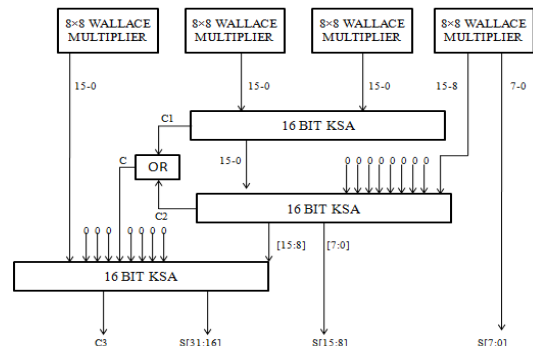 8×8 WALLACE MULTIPLIER
8×8 WALLACE MULTIPLIER
8×8 WALLACE MULTIPLIER
8×8 WALLACE MULTIPLIER
15-0
15-0
15-0
15-8
7-0
C1
16 BIT KSA
C
OR
15-0
0 0 0 0 0 0 0 0
C2
16 BIT KSA
0 0 0 0 0 0 0
[15:8]
[7:0]
16 BIT KSA
C3
S[31:16]
S[15:8]
S[7:0]